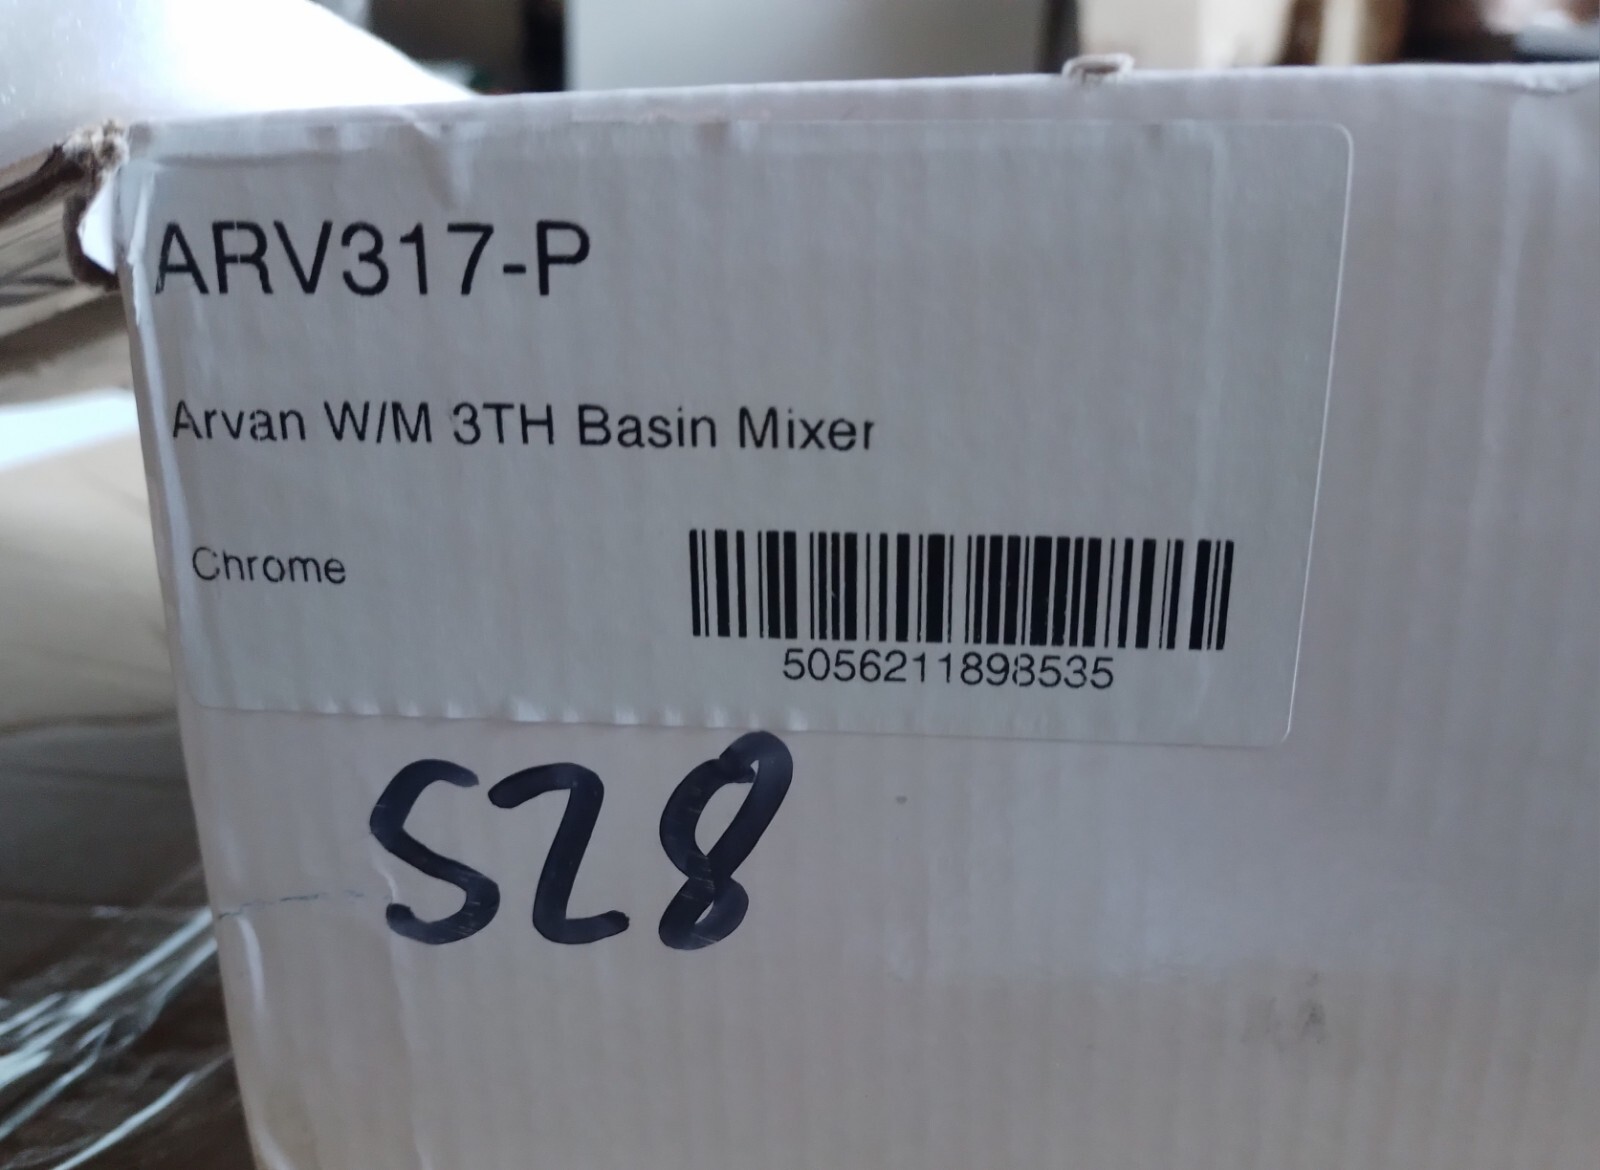 ARV317-P
Arvan W/M 3TH Basin Mixer
Chrome
5056211898535
528